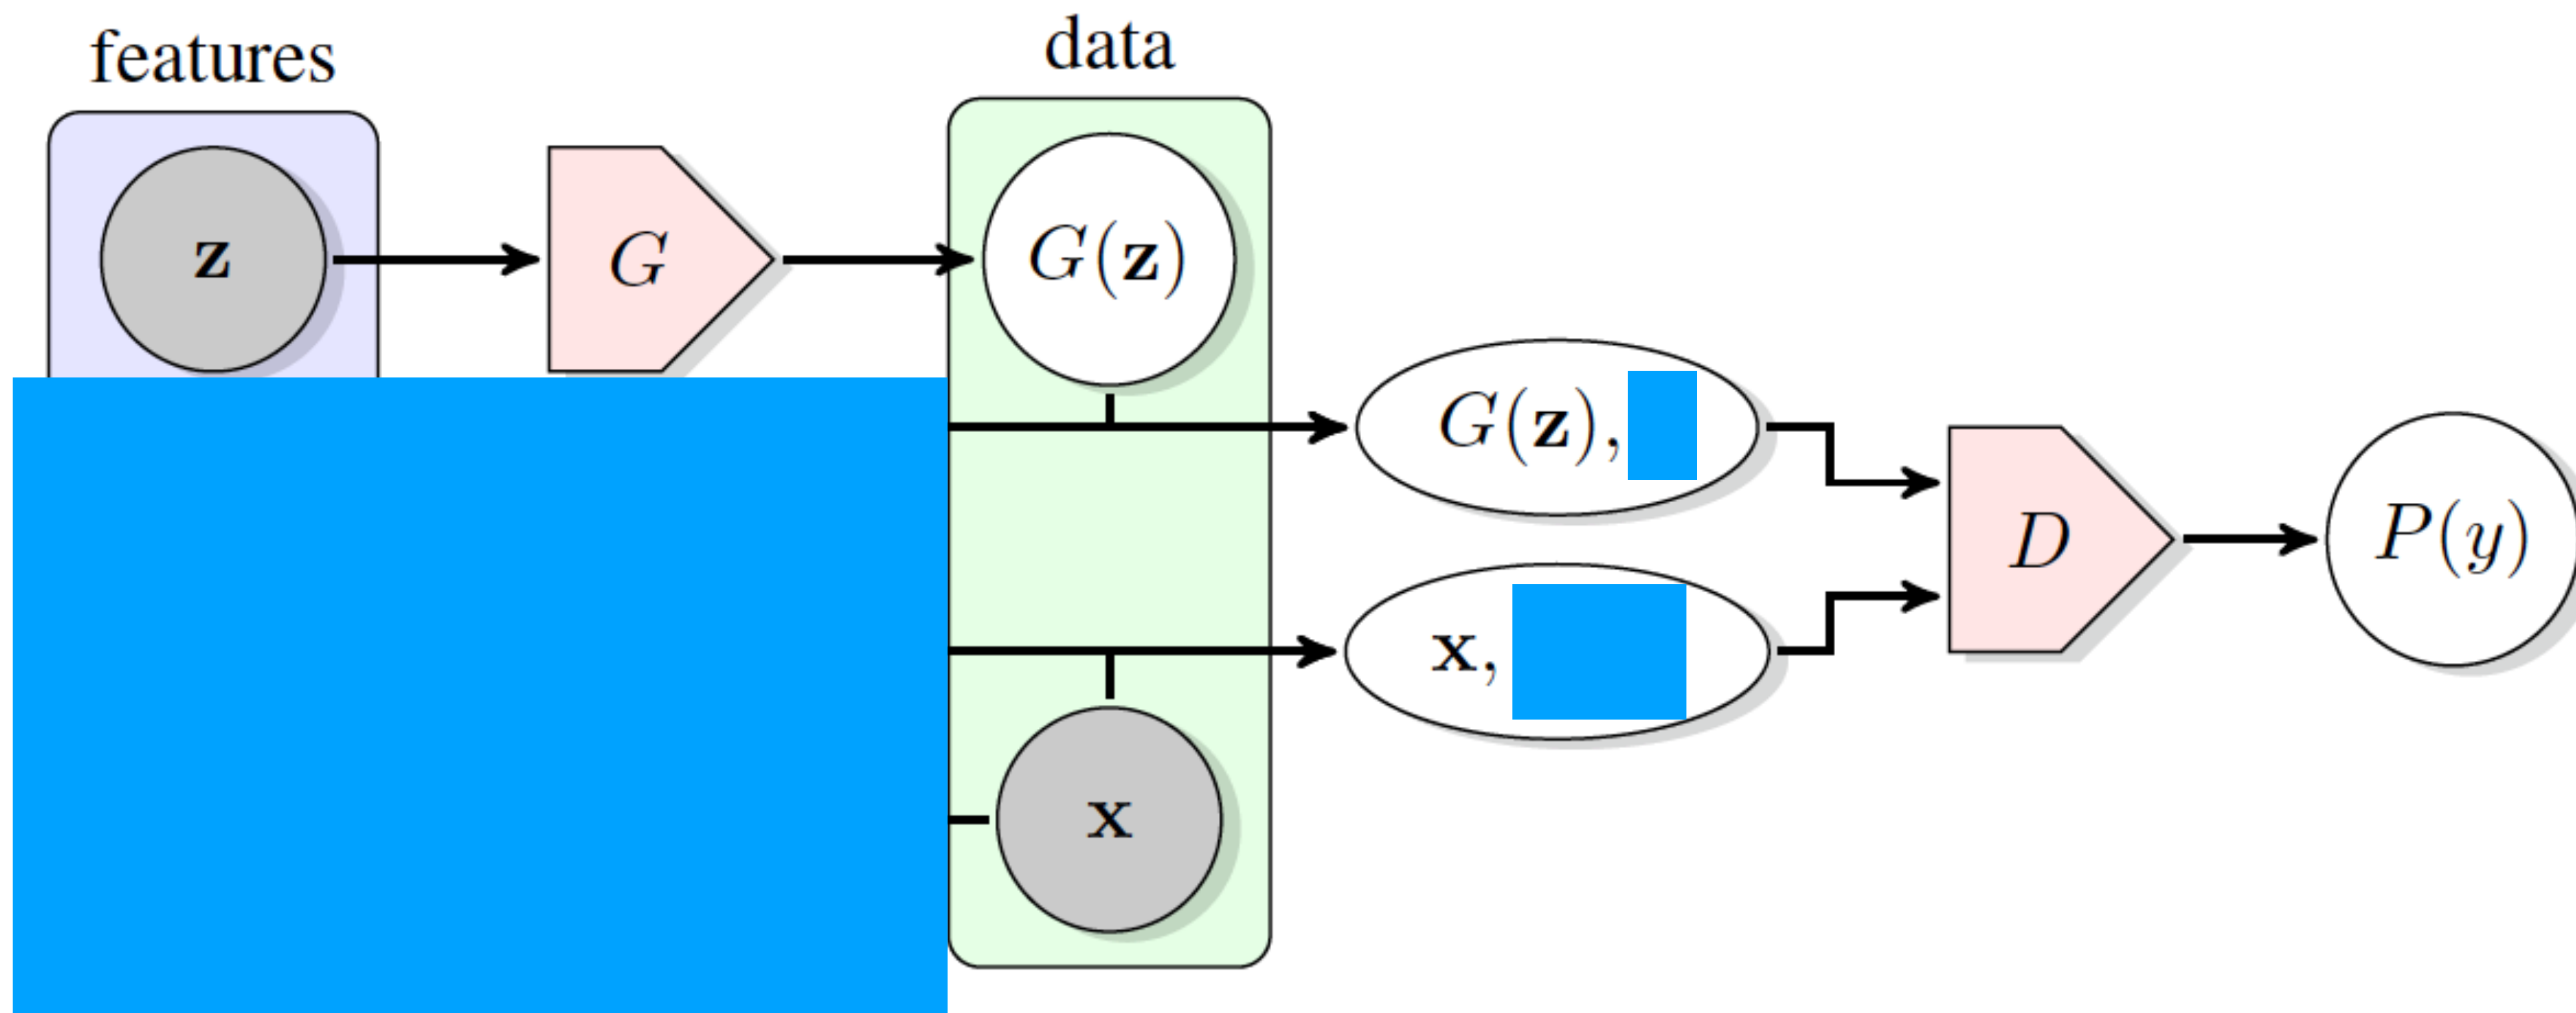 features
data
z
G
G(z)
G(z),
D
P(y)
x,
x